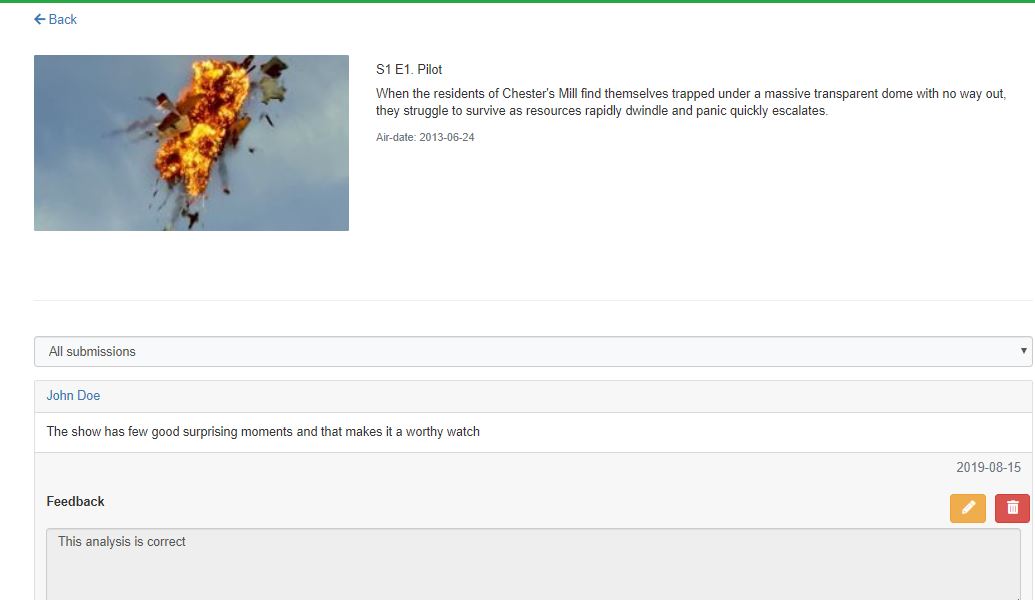 Back
S1 E1. Pilot
When the residents of Chester's Mill find themselves trapped under a massive transparent dome with no way out,
they struggle to survive as resources rapidly dwindle and panic quickly escalates.
Air-date: 2013-06-24
All submissions
John Doe
The show has few good surprising moments and that makes it a worthy watch
2019-08-15
Feedback
This analysis is correct